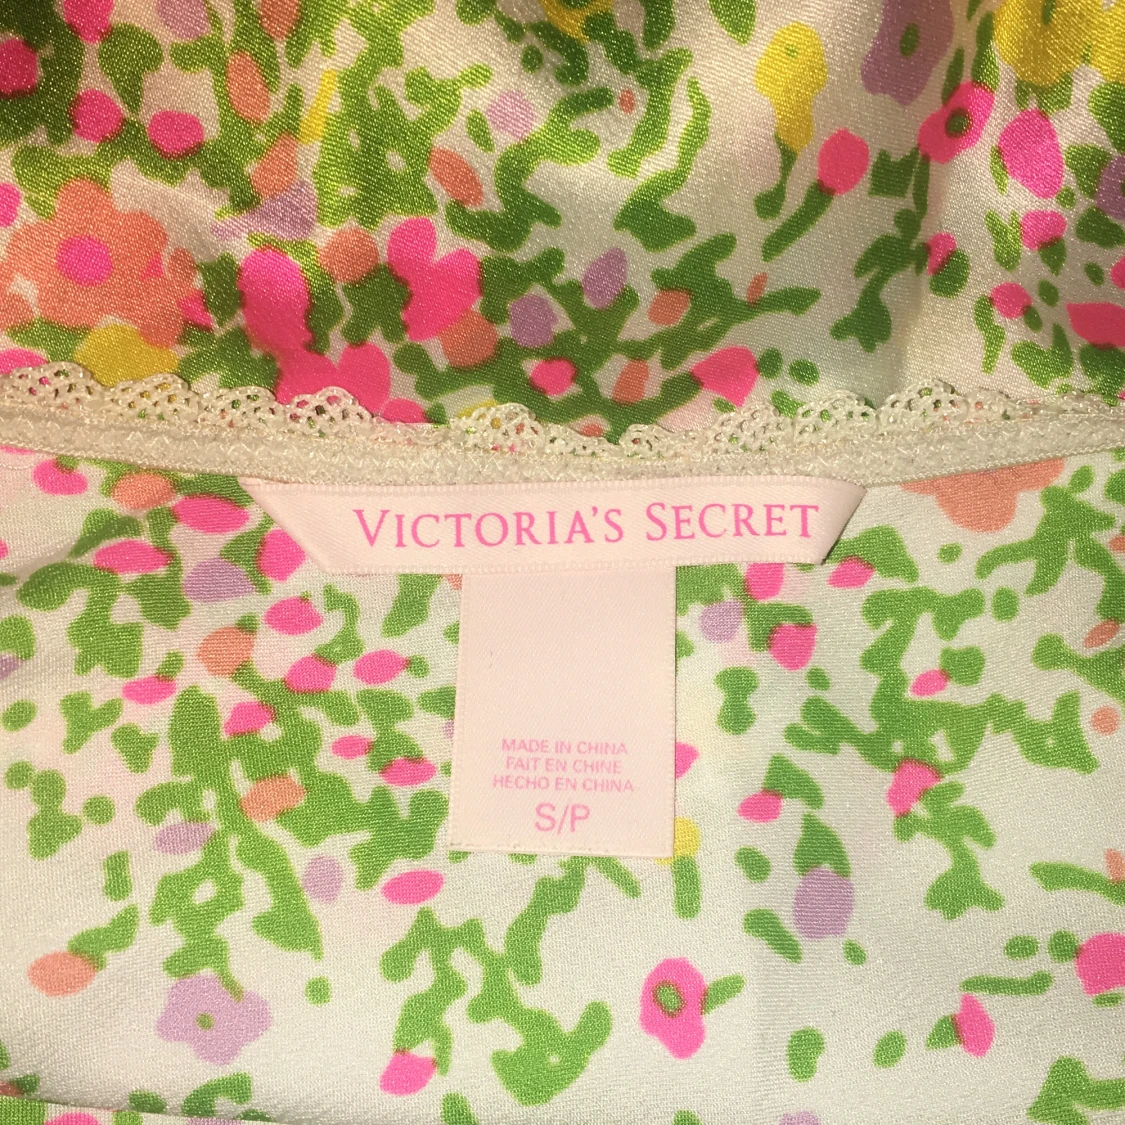 VICTORIA'S SECRET
MADE IN CHINA
FAIT EN CHINE
HECHO EN CHINA
S/P